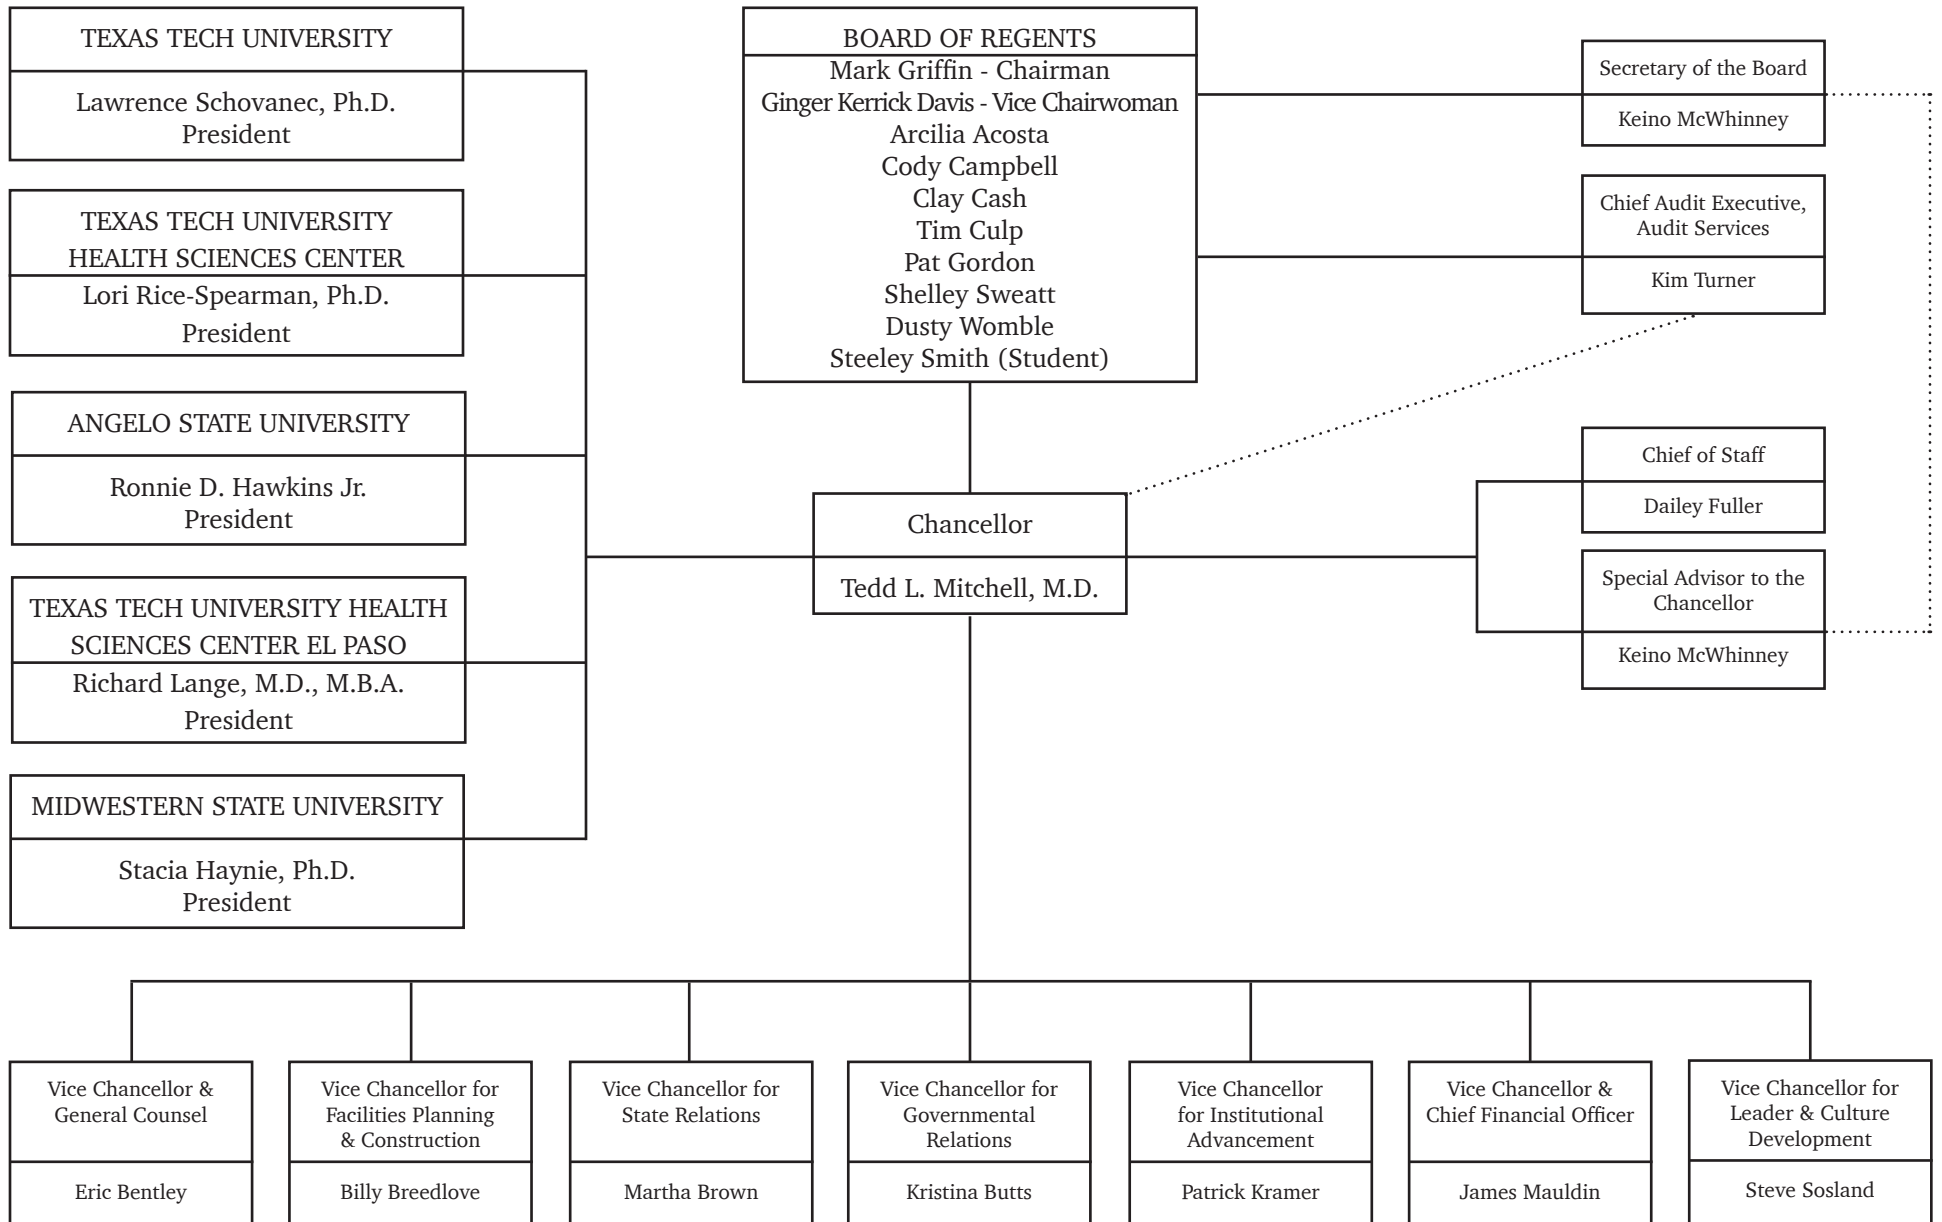 TEXAS TECH UNIVERSITY
Lawrence Schovanec, Ph.D.
President
TEXAS TECH UNIVERSITY
HEALTH SCIENCES CENTER
Lori Rice-Spearman, Ph.D.
President
ANGELO STATE UNIVERSITY
Ronnie D. Hawkins Jr.
President
TEXAS TECH UNIVERSITY HEALTH
SCIENCES CENTER EL PASO
Richard Lange, M.D., M.B.A.
President
MIDWESTERN STATE UNIVERSITY
Stacia Haynie, Ph.D.
President
BOARD OF REGENTS
Mark Griffin - Chairman
Ginger Kerrick Davis - Vice Chairwoman
Arcilia Acosta
Cody Campbell
Clay Cash
Tim Culp
Pat Gordon
Shelley Sweatt
Dusty Womble
Steeley Smith (Student)
Chancellor
Tedd L. Mitchell, M.D.
Secretary of the Board
Keino McWhinney
Chief Audit Executive,
Audit Services
Kim Turner
Chief of Staff
Dailey Fuller
Special Advisor to the
Chancellor
Keino McWhinney
Vice Chancellor &
General Counsel
Eric Bentley
Vice Chancellor for
Facilities Planning
& Construction
Billy Breedlove
Vice Chancellor for
State Relations
Martha Brown
Vice Chancellor for
Governmental
Relations
Kristina Butts
Vice Chancellor
for Institutional
Advancement
Patrick Kramer
Vice Chancellor &
Chief Financial Officer
James Mauldin
Vice Chancellor for
Leader & Culture
Development
Steve Sosland